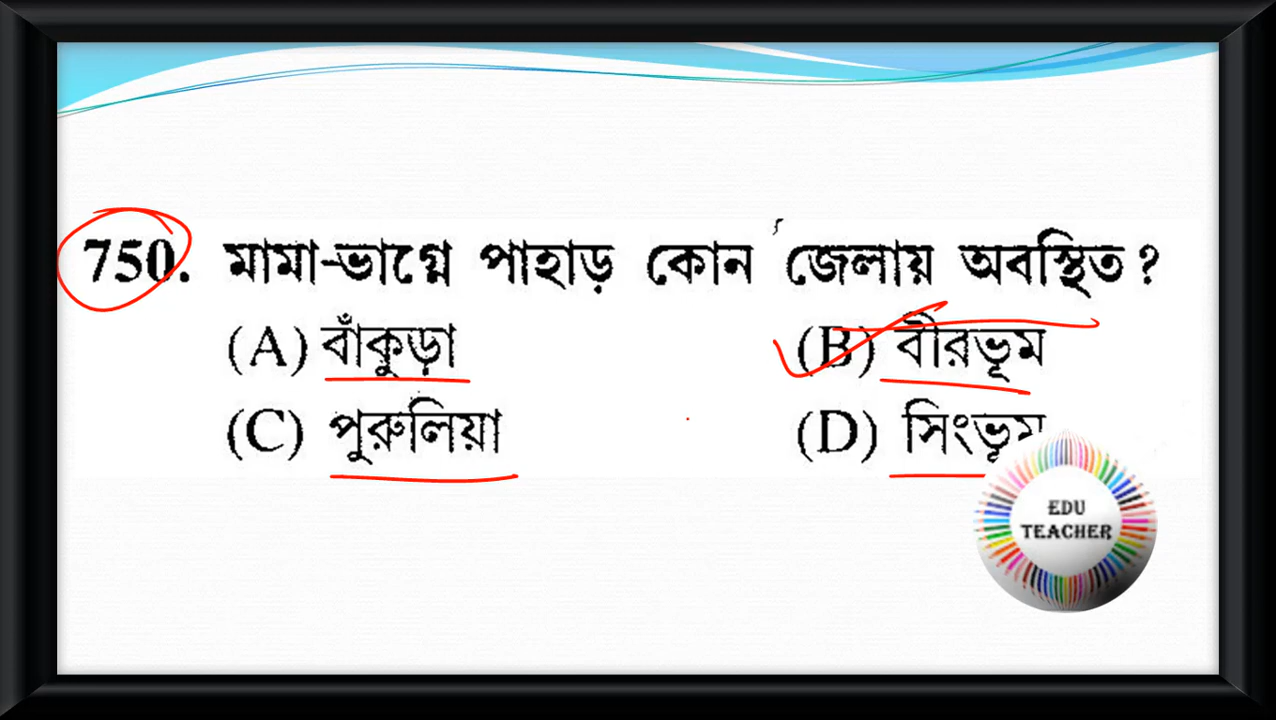 750. মামা-ভাগ্নে পাহাড় কোন জেলায় অবস্থিত?
(A) বাঁকুড়া (B) বীরভূম
(C) পুরুলিয়া (D) সিংভূম
EDU
TEACHER